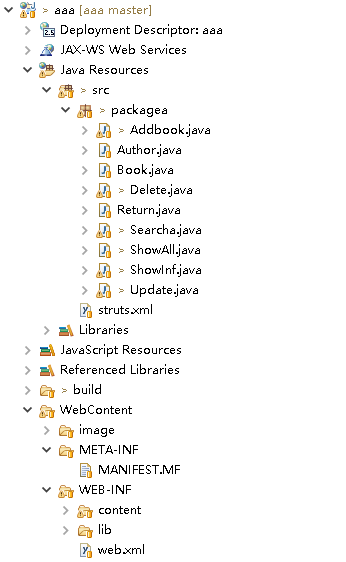 > aaa [aaa master]
Deployment Descriptor: aaa
JAX-WS Web Services
Java Resources
> src
> packagea
> Addbook.java
Author.java
Book.java
> Delete.java
Return.java
> Searcha.java
> ShowAll.java
> ShowInf.java
> Update.java
struts.xml
Libraries
JavaScript Resources
Referenced Libraries
> build
WebContent
image
META-INF
MANIFEST.MF
WEB-INF
content
lib
web.xml